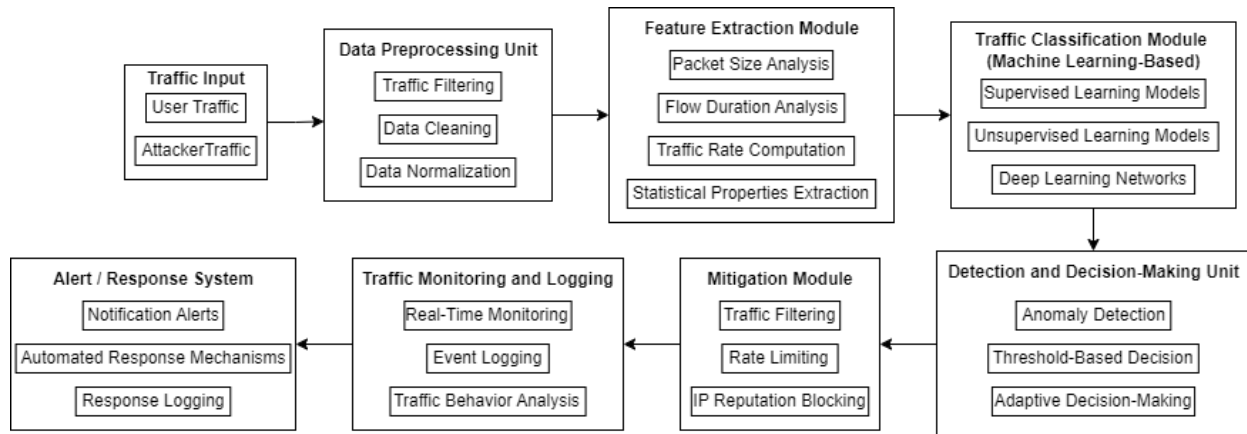 Traffic Input
User Traffic
AttackerTraffic
Data Preprocessing Unit
Traffic Filtering
Data Cleaning
Data Normalization
Feature Extraction Module
Packet Size Analysis
Flow Duration Analysis
Traffic Rate Computation
Statistical Properties Extraction
Traffic Classification Module
(Machine Learning-Based)
Supervised Learning Models
Unsupervised Learning Models
Deep Learning Networks
Detection and Decision-Making Unit
Anomaly Detection
Threshold-Based Decision
Adaptive Decision-Making
Mitigation Module
Traffic Filtering
Rate Limiting
IP Reputation Blocking
Traffic Monitoring and Logging
Real-Time Monitoring
Event Logging
Traffic Behavior Analysis
Alert / Response System
Notification Alerts
Automated Response Mechanisms
Response Logging